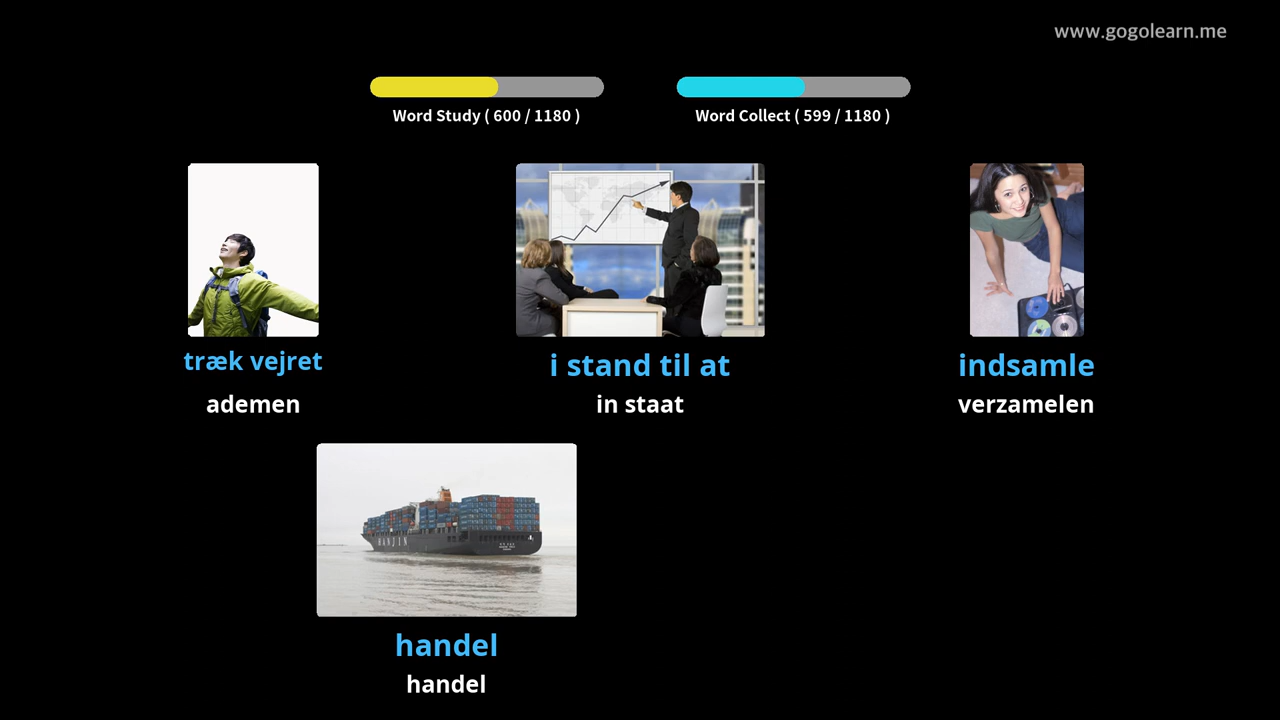 www.gogolearn.me
Word Study ( 600 / 1180 )
Word Collect ( 599 / 1180 )
træk vejret
i stand til at
indsamle
ademen
in staat
verzamelen
HANJIN
handel
handel